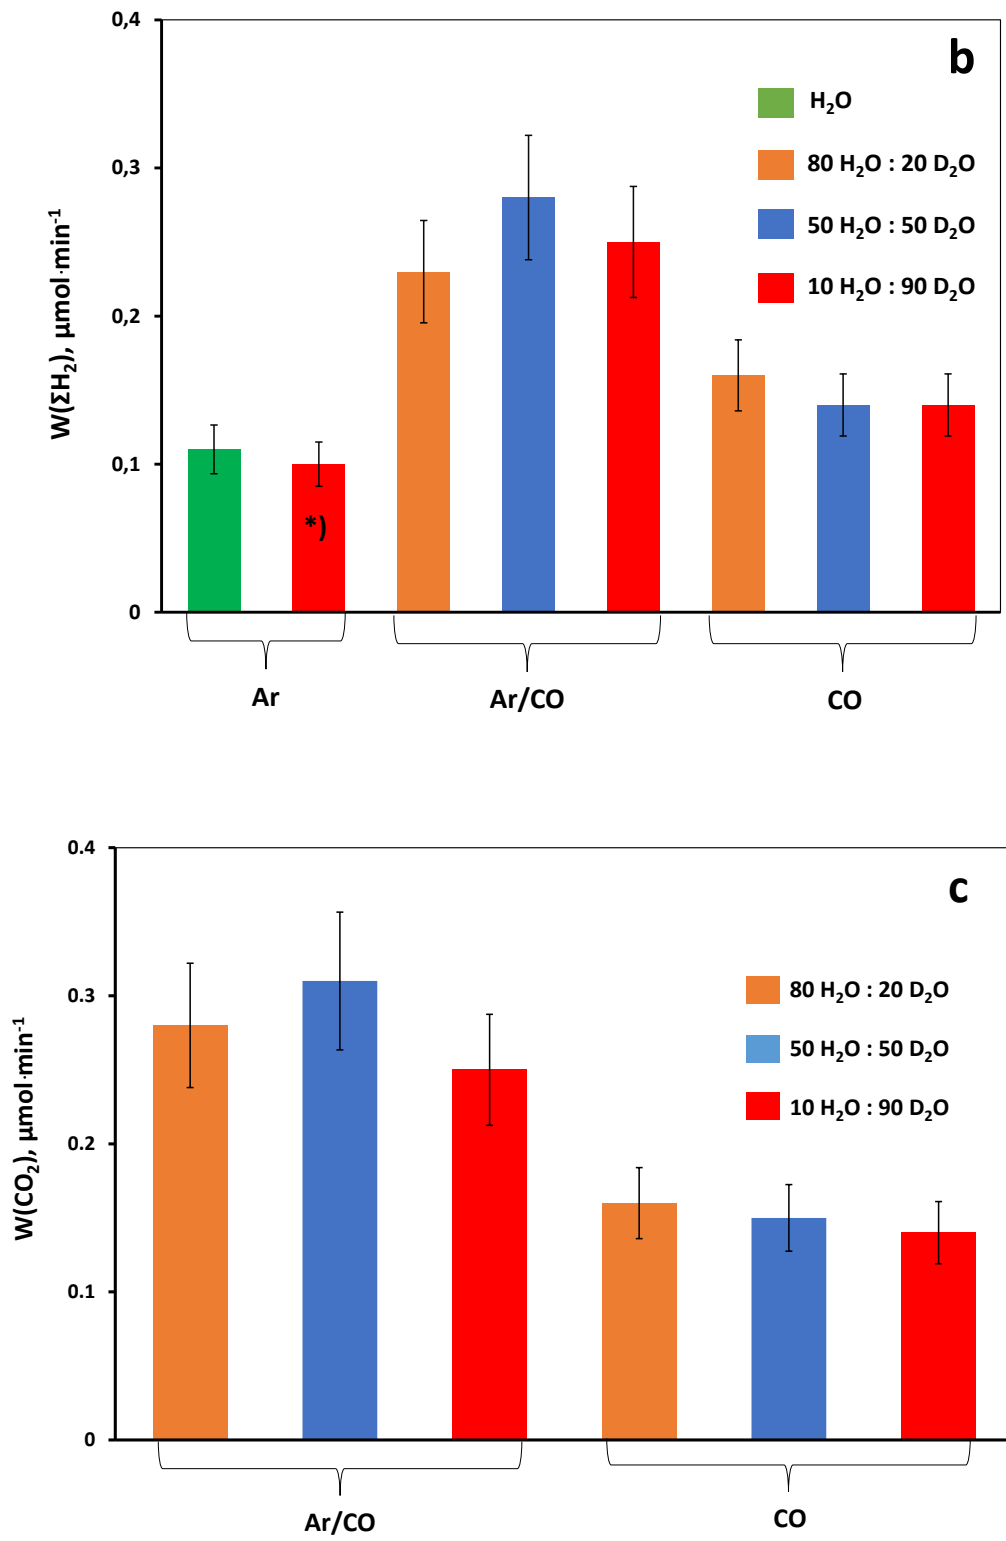 b
0,4
0,3
0,2
0,1
0
W(ΣH₂), μmol·min⁻¹
H₂O
80 H₂O : 20 D₂O
50 H₂O : 50 D₂O
10 H₂O : 90 D₂O
*)
Ar
Ar/CO
CO
c
0.4
0.3
0.2
0.1
0
W(CO₂), μmol·min⁻¹
80 H₂O : 20 D₂O
50 H₂O : 50 D₂O
10 H₂O : 90 D₂O
Ar/CO
CO